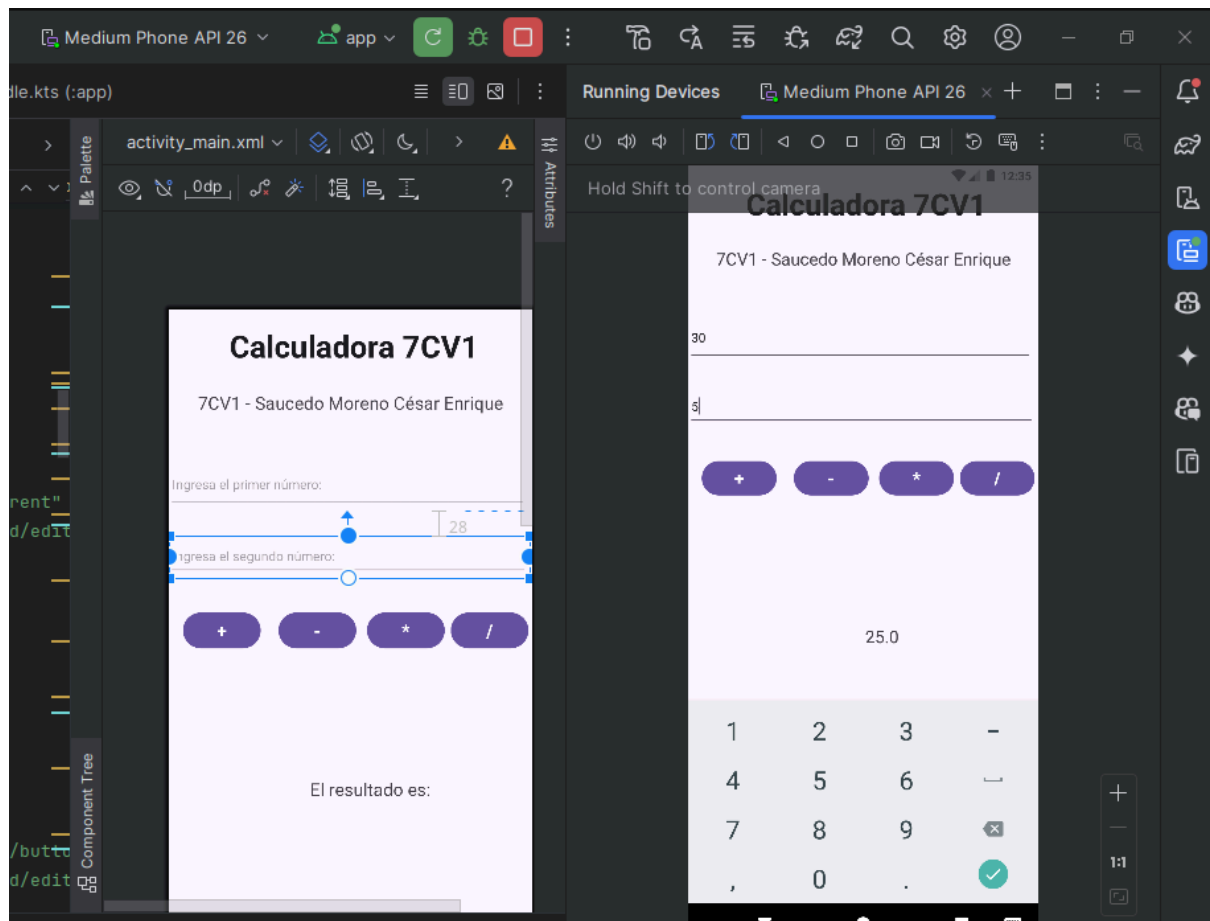 Medium Phone API 26
app
dle.kts (:app)
Running Devices
Medium Phone API 26
Palette
activity_main.xml
Attributes
0dp
?
Hold Shift to control camera
12:35
Calculadora 7CV1
7CV1 - Saucedo Moreno César Enrique
30
5
+ - * /
25.0
1 2 3 -
4 5 6
7 8 9
, 0 .
Calculadora 7CV1
7CV1 - Saucedo Moreno César Enrique
Ingresa el primer número:
28
Ingresa el segundo número:
+ - * /
El resultado es:
rent"
d/edit
Component Tree
/butto
d/edit
1:1